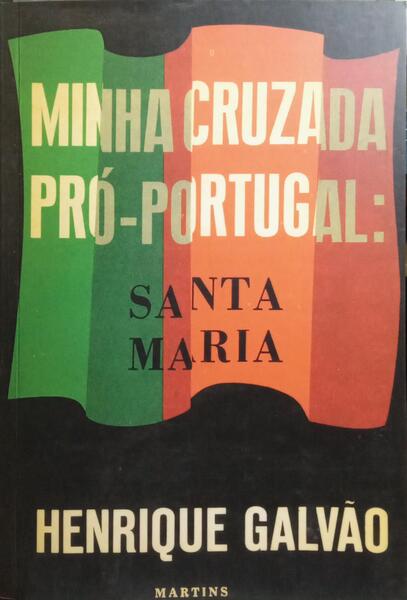 MINHA CRUZADA
PRÓ-PORTUGAL:
SANTA
MARIA
HENRIQUE GALVÃO
MARTINS